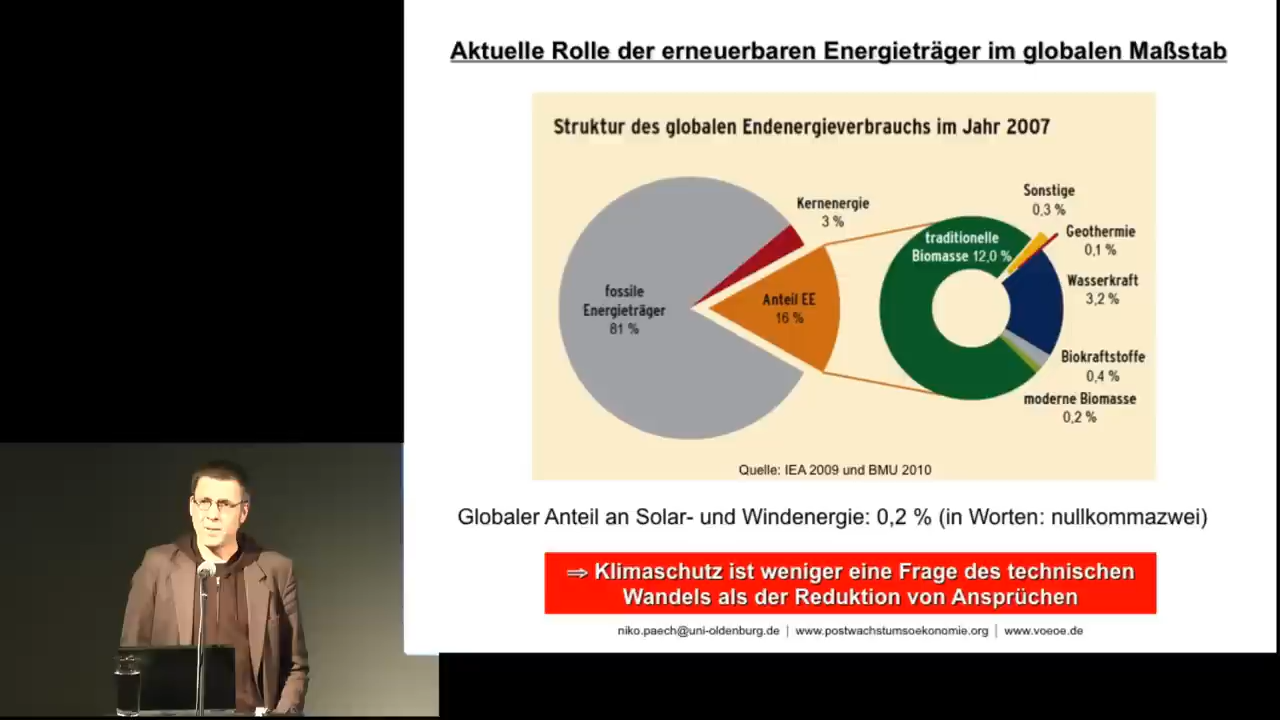 Aktuelle Rolle der erneuerbaren Energieträger im globalen Maßstab
Struktur des globalen Endenergieverbrauchs im Jahr 2007
Kernenergie
3 %
fossile
Energieträger
81 %
Anteil EE
16 %
traditionelle
Biomasse 12,0 %
Sonstige
0,3 %
Geothermie
0,1 %
Wasserkraft
3,2 %
Biokraftstoffe
0,4 %
moderne Biomasse
0,2 %
Quelle: IEA 2009 und BMU 2010
Globaler Anteil an Solar- und Windenergie: 0,2 % (in Worten: nullkommazwei)
⇒ Klimaschutz ist weniger eine Frage des technischen
Wandels als der Reduktion von Ansprüchen
niko.paech@uni-oldenburg.de | www.postwachstumsoekonomie.org | www.voeoe.de